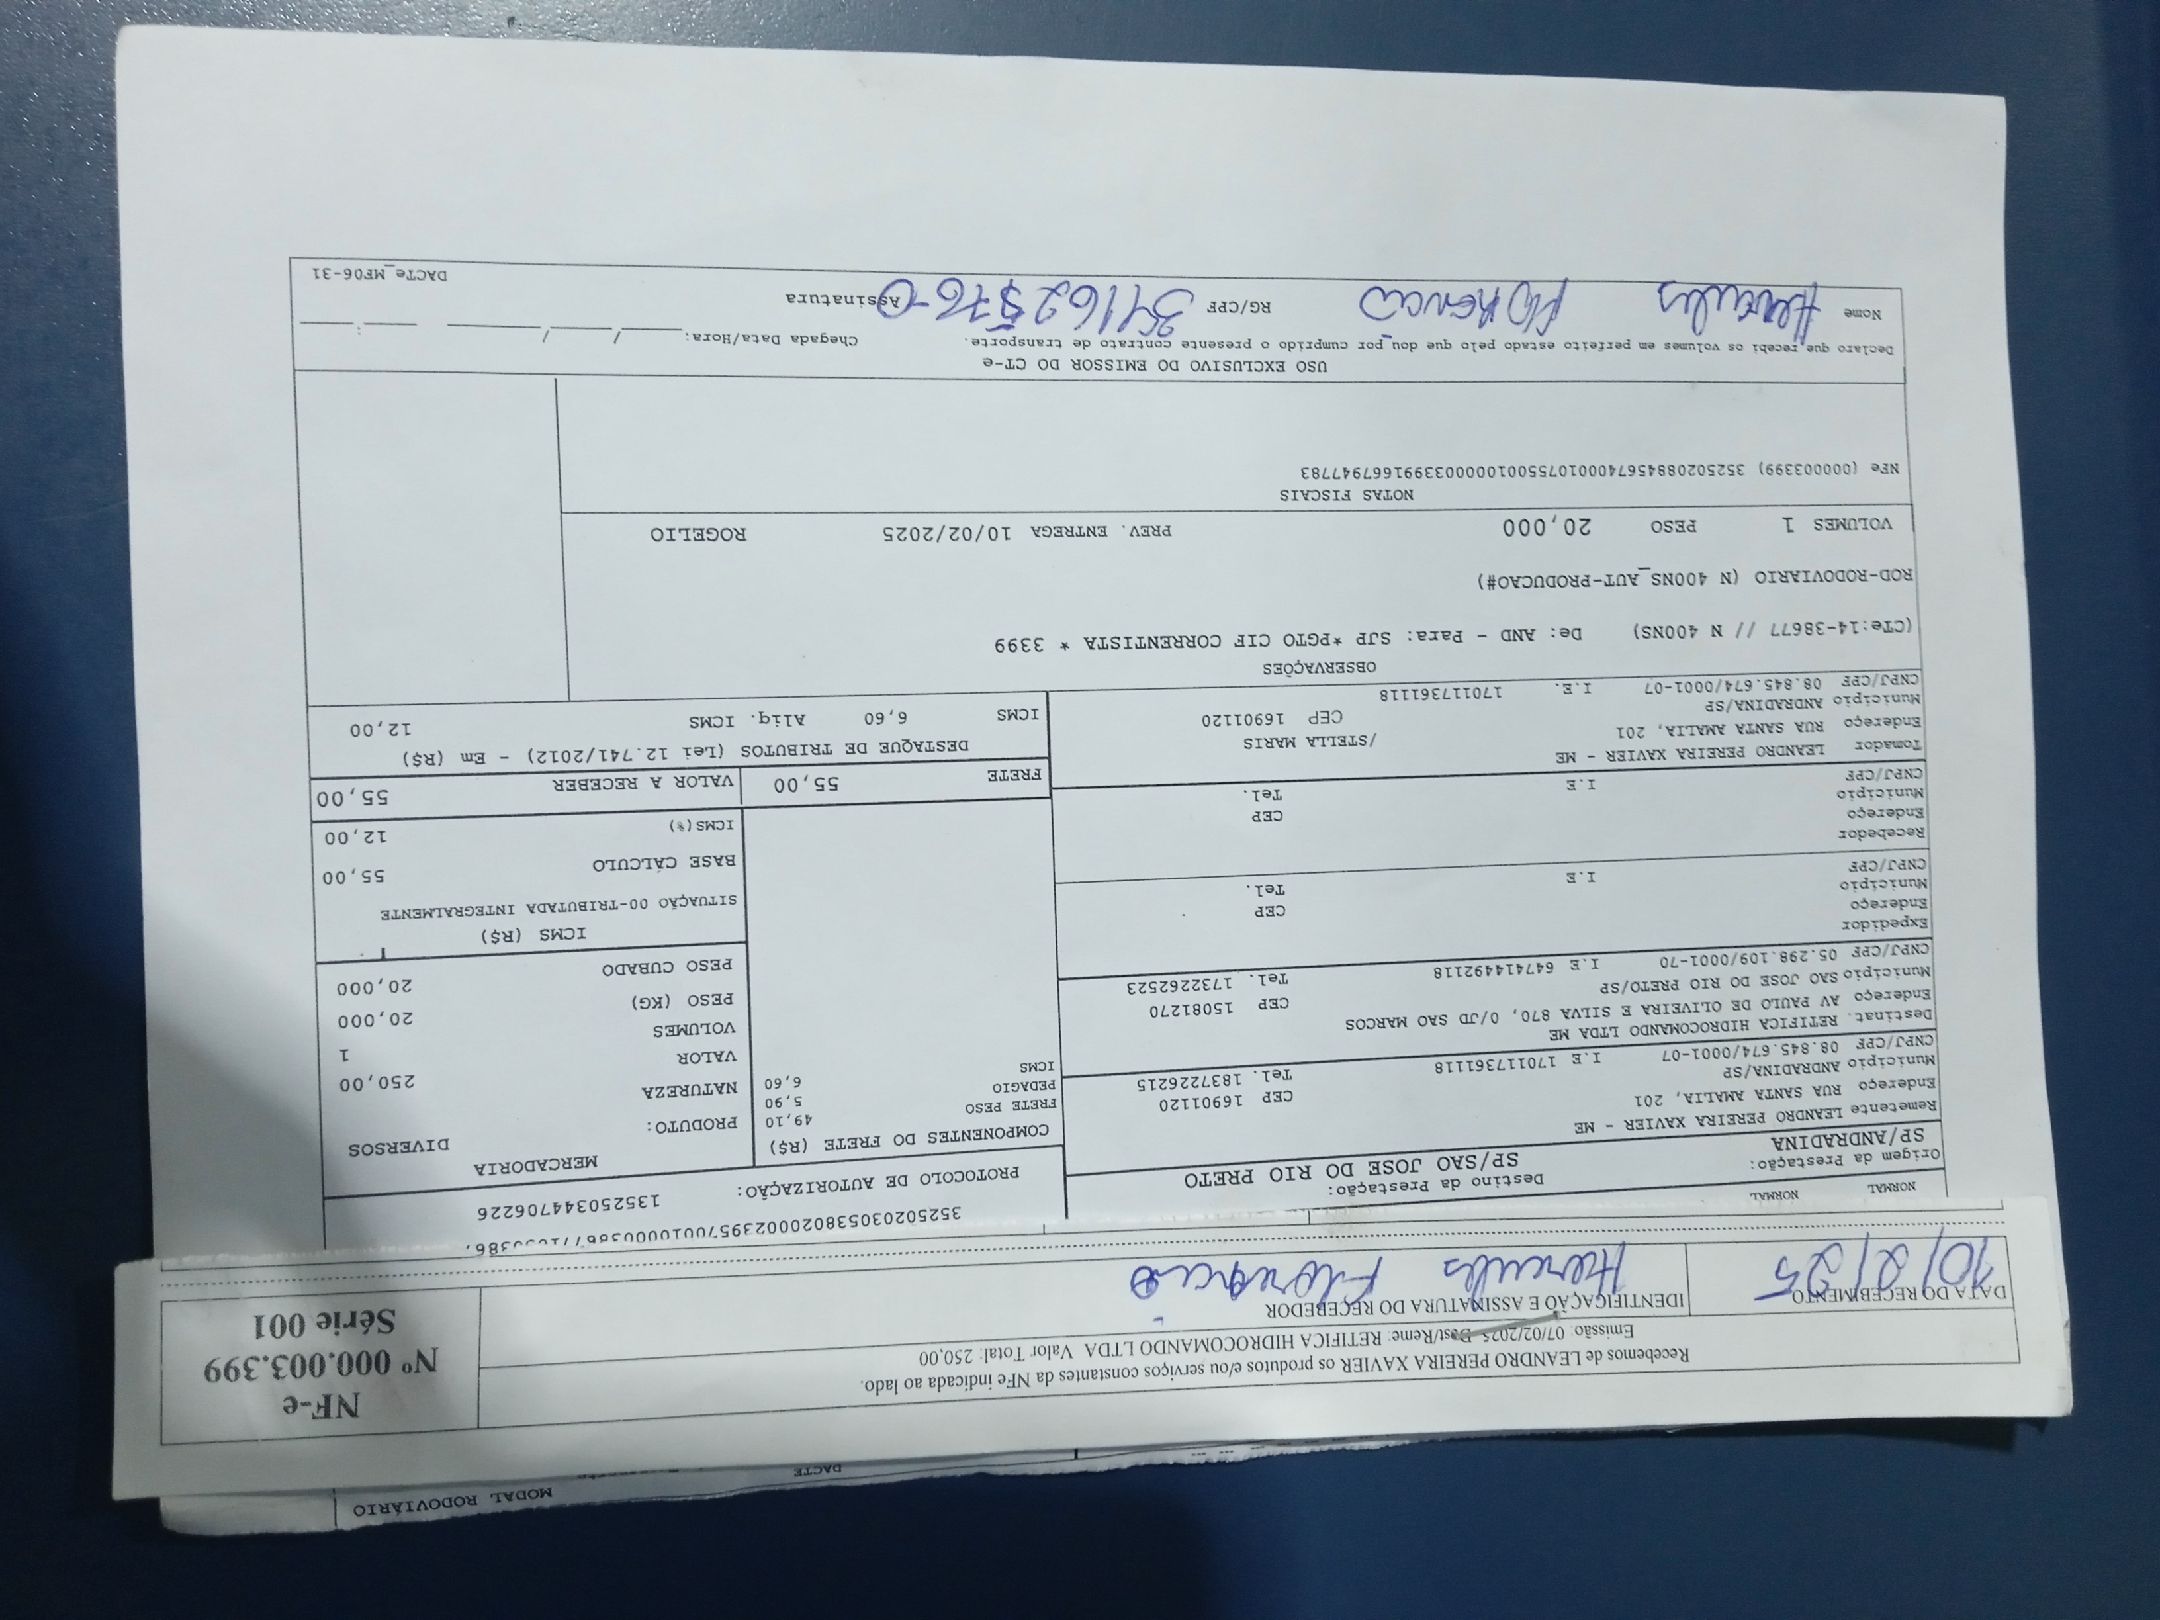 MODAL RODOVIÁRIO
DACTE
Recebemos de LEANDRO PEREIRA XAVIER os produtos e/ou serviços constantes da NFe indicada ao lado.
Emissão: 07/02/2025 Dest/Reme: RETIFICA HIDROCOMANDO LTDA Valor Total: 250,00
NF-e
Nº 000.003.399
Série 001
DATA DO RECEBIMENTO
10/2/25
IDENTIFICAÇÃO E ASSINATURA DO RECEBEDOR
Hercules Florencio
NORMAL NORMAL
Origem da Prestação:
SP/ANDRADINA
Destino da Prestação:
SP/SAO JOSE DO RIO PRETO
PROTOCOLO DE AUTORIZAÇÃO: 135250344706226
Remetente LEANDRO PEREIRA XAVIER - ME
Endereço RUA SANTA AMALIA, 201 CEP 16901120
Município ANDRADINA/SP Tel. 1837226215
CNPJ/CPF 08.845.674/0001-07 I.E 170117361118
Destinat. RETIFICA HIDROCOMANDO LTDA ME
Endereço AV PAULO DE OLIVEIRA E SILVA 870, 0/JD SAO MARCOS CEP 15081270
Município SAO JOSE DO RIO PRETO/SP Tel. 1732262523
CNPJ/CPF 05.298.109/0001-70 I.E 647414492118
Expedidor
Endereço CEP
Município Tel.
CNPJ/CPF I.E
Recebedor
Endereço CEP
Município Tel.
CNPJ/CPF I.E
Tomador LEANDRO PEREIRA XAVIER - ME
Endereço RUA SANTA AMALIA, 201 /STELLA MARIS
Município ANDRADINA/SP CEP 16901120
CNPJ/CPF 08.845.674/0001-07 I.E. 170117361118
COMPONENTES DO FRETE (R$)
FRETE PESO 49,10
PEDAGIO 5,90
ICMS 6,60
MERCADORIA
PRODUTO: DIVERSOS
NATUREZA
VALOR 250,00
VOLUMES 1
PESO (KG) 20,000
PESO CUBADO 20,000
ICMS (R$)
SITUAÇÃO 00-TRIBUTADA INTEGRALMENTE
BASE CÁLCULO 55,00
ICMS(%) 12,00
FRETE 55,00 VALOR A RECEBER 55,00
DESTAQUE DE TRIBUTOS (Lei 12.741/2012) - Em (R$)
ICMS 6,60 Aliq. ICMS 12,00
OBSERVAÇÕES
(CTe:14-38677 // N 400NS) De: AND - Para: SJP *PGTO CIF CORRENTISTA * 3399
ROD-RODOVIARIO (N 400NS_AUT-PRODUCAO#)
VOLUMES 1 PESO 20,000 PREV. ENTREGA 10/02/2025 ROGELIO
NOTAS FISCAIS
NFe (000003399) 35250208845674000107550010000033991667947783
USO EXCLUSIVO DO EMISSOR DO CT-e
Declaro que recebi os volumes em perfeito estado pelo que dou por cumprido o presente contrato de transporte. Chegada Data/Hora: ____/____/____ ____:____
Nome Hercules Florencio RG/CPF Assinatura
DACTe_MF06-31